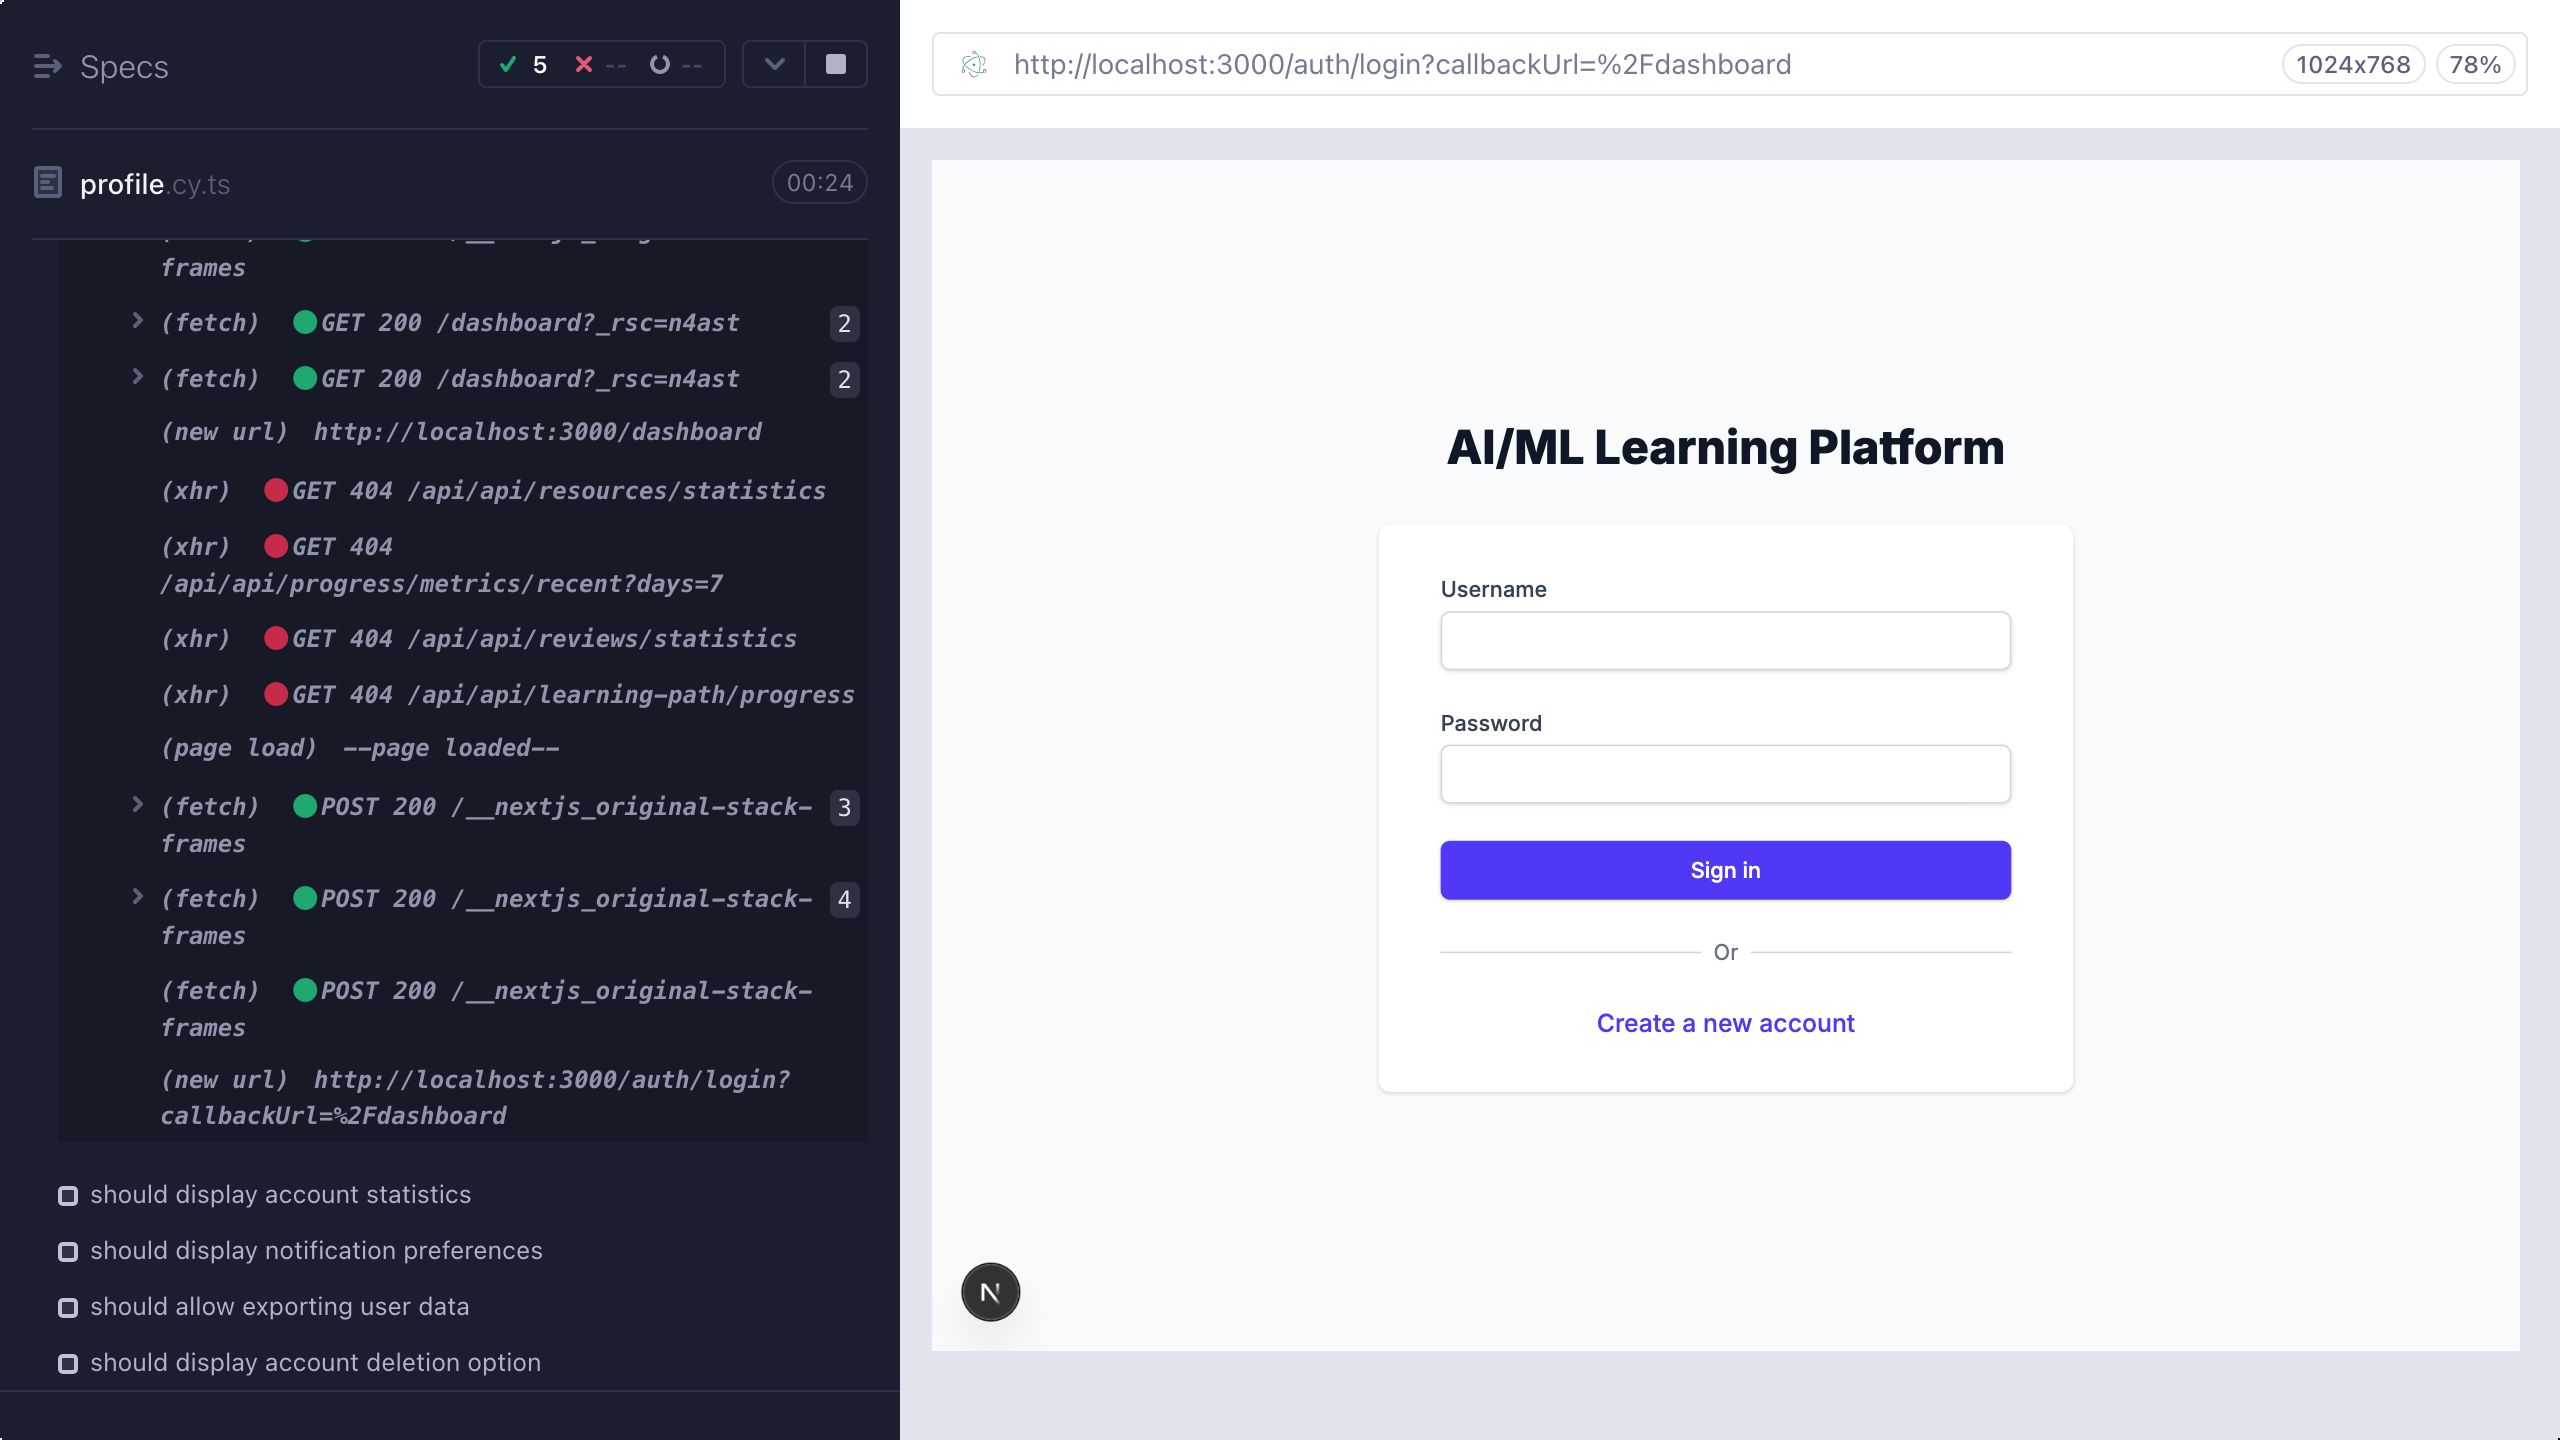 Specs
5
--
--
profile.cy.ts
00:24
frames
(fetch) GET 200 /dashboard?_rsc=n4ast 2
(fetch) GET 200 /dashboard?_rsc=n4ast 2
(new url) http://localhost:3000/dashboard
(xhr) GET 404 /api/api/resources/statistics
(xhr) GET 404
/api/api/progress/metrics/recent?days=7
(xhr) GET 404 /api/api/reviews/statistics
(xhr) GET 404 /api/api/learning-path/progress
(page load) --page loaded--
(fetch) POST 200 /__nextjs_original-stack- 3
frames
(fetch) POST 200 /__nextjs_original-stack- 4
frames
(fetch) POST 200 /__nextjs_original-stack-
frames
(new url) http://localhost:3000/auth/login?
callbackUrl=%2Fdashboard
should display account statistics
should display notification preferences
should allow exporting user data
should display account deletion option
http://localhost:3000/auth/login?callbackUrl=%2Fdashboard
1024x768
78%
AI/ML Learning Platform
Username
Password
Sign in
Or
Create a new account
N